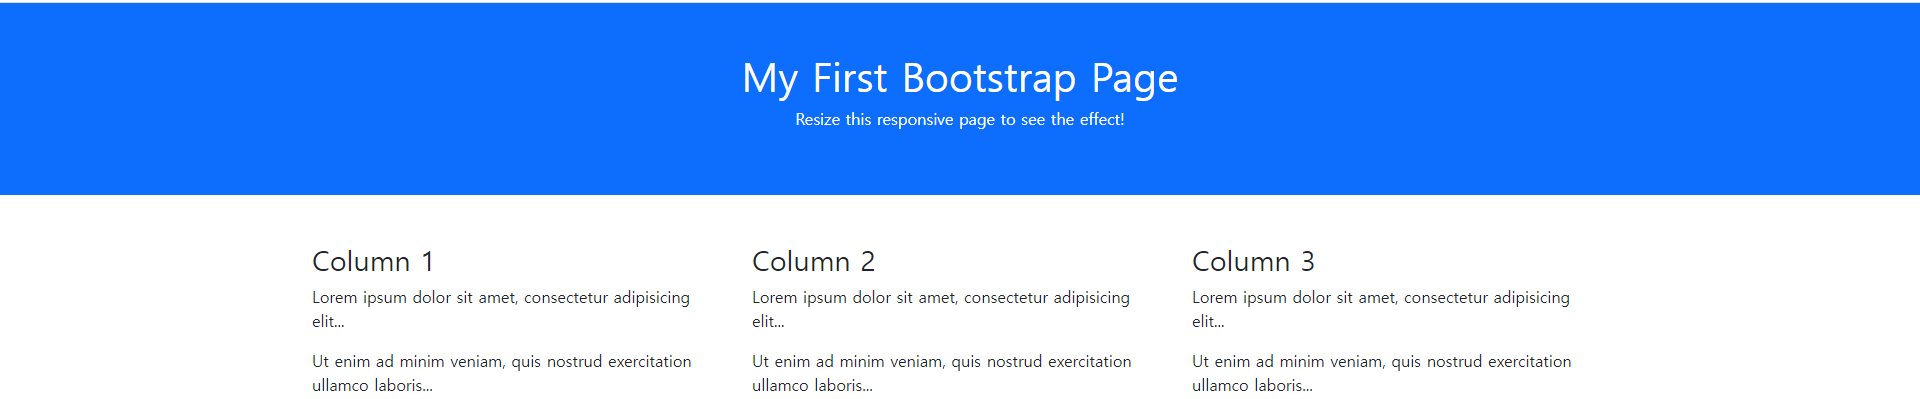 My First Bootstrap Page
Resize this responsive page to see the effect!
Column 1
Lorem ipsum dolor sit amet, consectetur adipisicing
elit...
Ut enim ad minim veniam, quis nostrud exercitation
ullamco laboris...
Column 2
Lorem ipsum dolor sit amet, consectetur adipisicing
elit...
Ut enim ad minim veniam, quis nostrud exercitation
ullamco laboris...
Column 3
Lorem ipsum dolor sit amet, consectetur adipisicing
elit...
Ut enim ad minim veniam, quis nostrud exercitation
ullamco laboris...